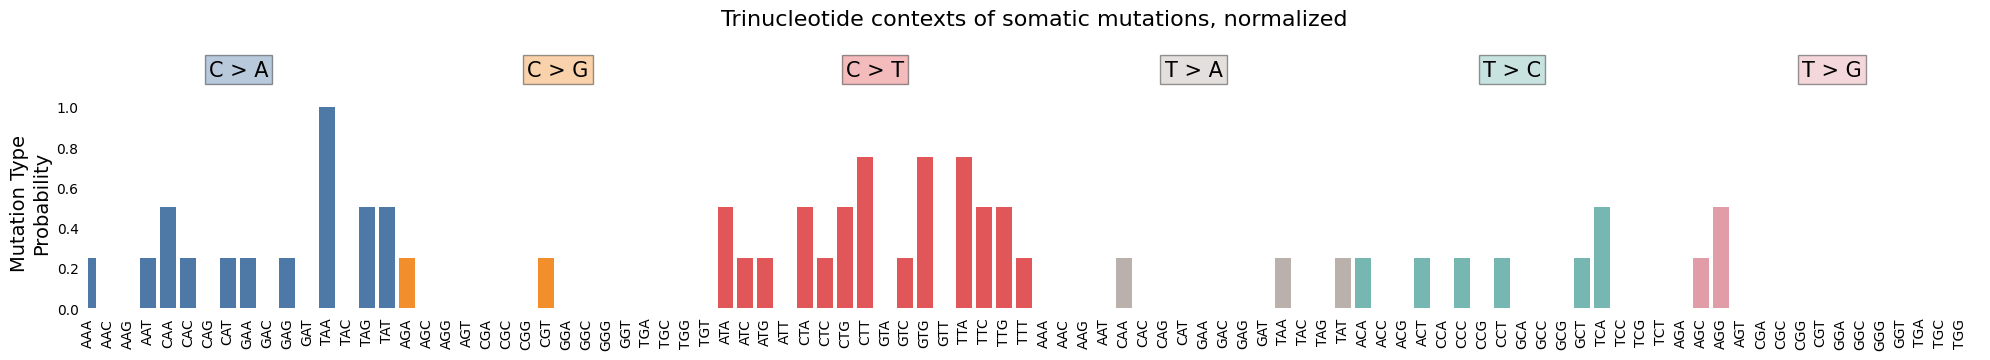 Trinucleotide contexts of somatic mutations, normalized
C > A C > G C > T T > A T > C T > G
Mutation Type
Probability
1.0
0.8
0.6
0.4
0.2
0.0
AAA AAC AAG AAT CAA CAC CAG CAT GAA GAC GAG GAT TAA TAC TAG TAT AGA AGC AGG AGT CGA CGC CGG CGT GGA GGC GGG GGT TGA TGC TGG TGT ATA ATC ATG ATT CTA CTC CTG CTT GTA GTC GTG GTT TTA TTC TTG TTT AAA AAC AAG AAT CAA CAC CAG CAT GAA GAC GAG GAT TAA TAC TAG TAT ACA ACC ACG ACT CCA CCC CCG CCT GCA GCC GCG GCT TCA TCC TCG TCT AGA AGC AGG AGT CGA CGC CGG CGT GGA GGC GGG GGT TGA TGC TGG